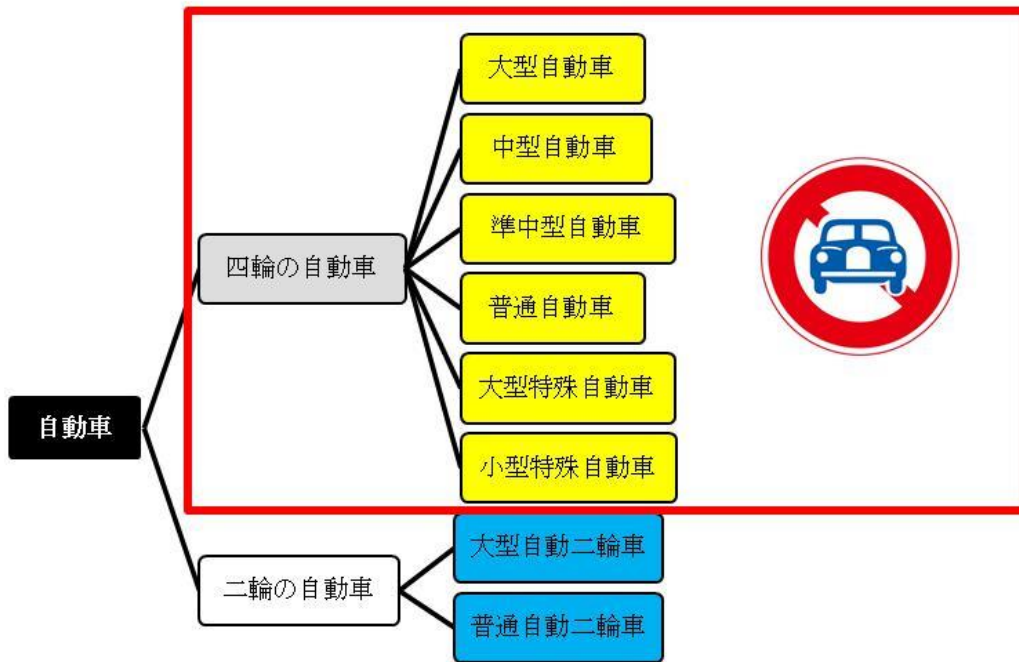 自動車
四輪の自動車
大型自動車
中型自動車
準中型自動車
普通自動車
大型特殊自動車
小型特殊自動車
二輪の自動車
大型自動二輪車
普通自動二輪車